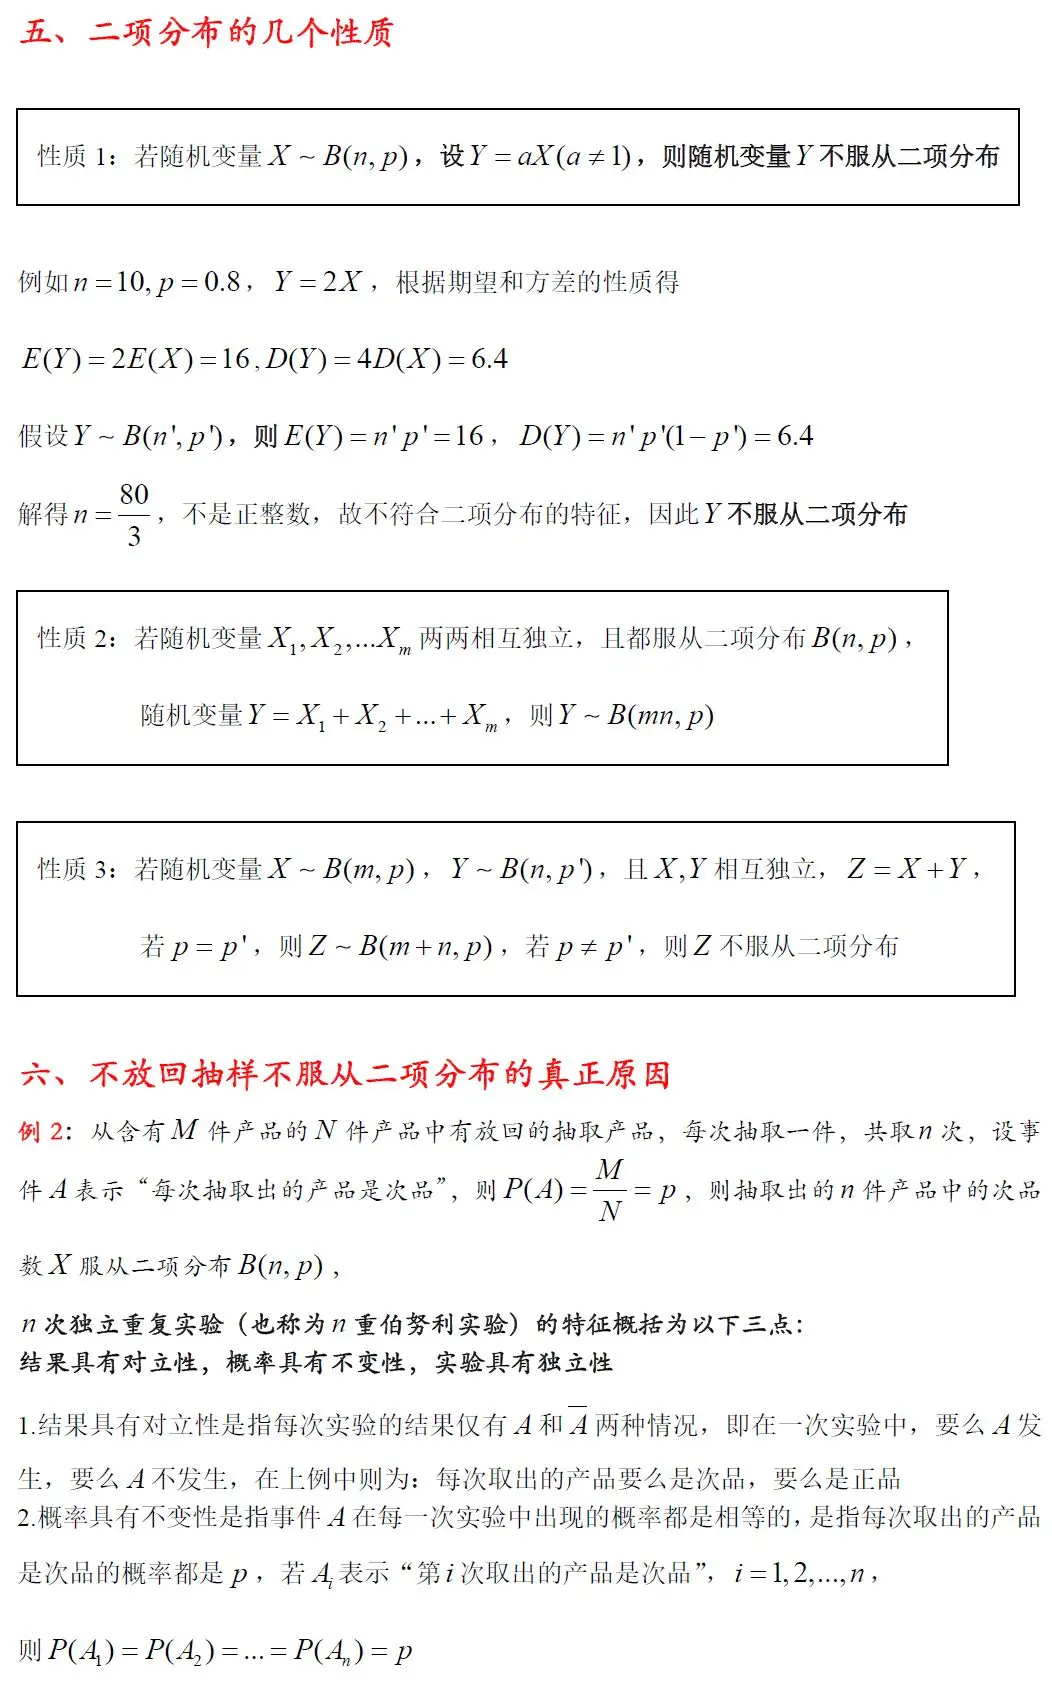 五、二项分布的几个性质
性质 1：若随机变量 X ~ B(n, p)，设 Y = aX (a ≠ 1)，则随机变量 Y 不服从二项分布
例如 n = 10, p = 0.8，Y = 2X，根据期望和方差的性质得
E(Y) = 2E(X) = 16, D(Y) = 4D(X) = 6.4
假设 Y ~ B(n', p')，则 E(Y) = n' p' = 16，D(Y) = n' p'(1 − p') = 6.4
解得 n = 80/3，不是正整数，故不符合二项分布的特征，因此 Y 不服从二项分布
性质 2：若随机变量 X₁, X₂,...Xₘ 两两相互独立，且都服从二项分布 B(n, p)，
随机变量 Y = X₁ + X₂ + ... + Xₘ，则 Y ~ B(mn, p)
性质 3：若随机变量 X ~ B(m, p)，Y ~ B(n, p')，且 X, Y 相互独立，Z = X + Y，
若 p = p'，则 Z ~ B(m + n, p)，若 p ≠ p'，则 Z 不服从二项分布
六、不放回抽样不服从二项分布的真正原因
例 2：从含有 M 件产品的 N 件产品中有放回的抽取产品，每次抽取一件，共取 n 次，设事
件 A 表示“每次抽取出的产品是次品”，则 P(A) = M/N = p，则抽取出的 n 件产品中的次品
数 X 服从二项分布 B(n, p)，
n 次独立重复实验（也称为 n 重伯努利实验）的特征概括为以下三点：
结果具有对立性，概率具有不变性，实验具有独立性
1.结果具有对立性是指每次实验的结果仅有 A 和 A̅ 两种情况，即在一次实验中，要么 A 发
生，要么 A 不发生，在上例中则为：每次取出的产品要么是次品，要么是正品
2.概率具有不变性是指事件 A 在每一次实验中出现的概率都是相等的，是指每次取出的产品
是次品的概率都是 p，若 Aᵢ 表示“第 i 次取出的产品是次品”，i = 1, 2,..., n，
则 P(A₁) = P(A₂) = ... = P(Aₙ) = p